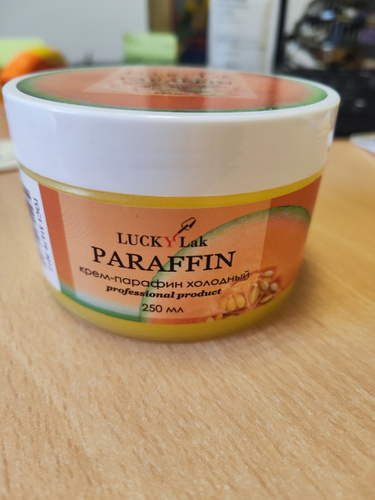 LUCKY Lak
PARAFFIN
крем-парафин холодный
professional product
250 мл